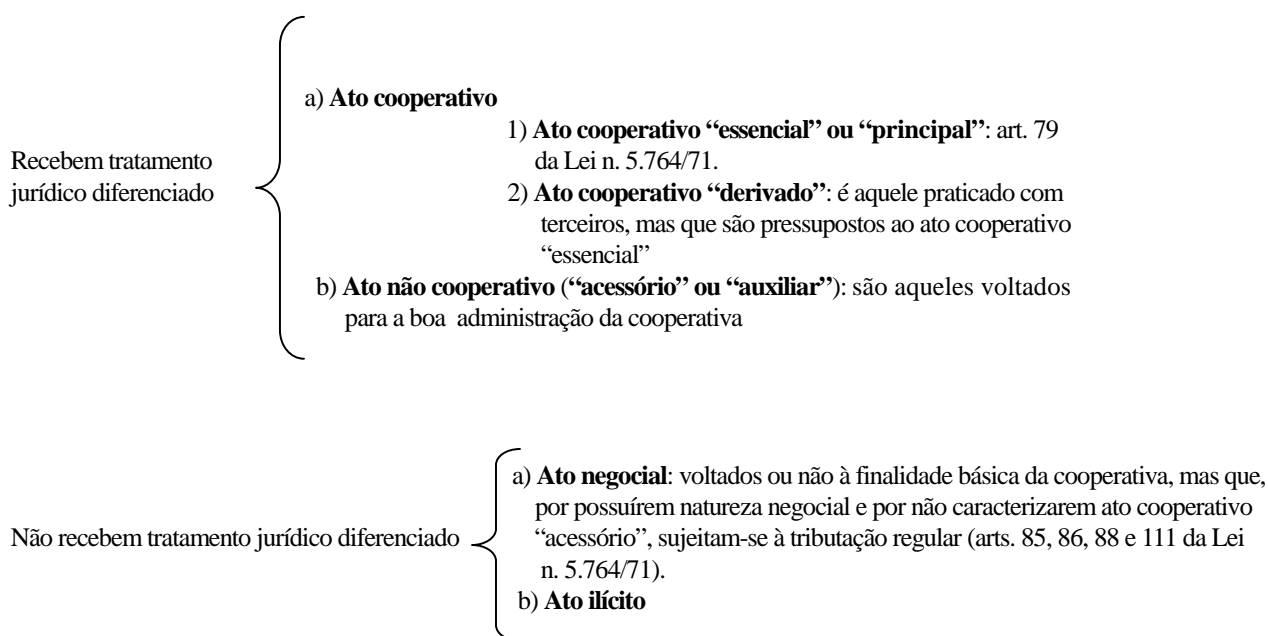 a) Ato cooperativo
1) Ato cooperativo “essencial” ou “principal”: art. 79
da Lei n. 5.764/71.
Recebem tratamento
jurídico diferenciado
2) Ato cooperativo “derivado”: é aquele praticado com
terceiros, mas que são pressupostos ao ato cooperativo
“essencial”
b) Ato não cooperativo (“acessório” ou “auxiliar”): são aqueles voltados
para a boa administração da cooperativa
a) Ato negocial: voltados ou não à finalidade básica da cooperativa, mas que,
por possuírem natureza negocial e por não caracterizarem ato cooperativo
Não recebem tratamento jurídico diferenciado
“acessório”, sujeitam-se à tributação regular (arts. 85, 86, 88 e 111 da Lei
n. 5.764/71).
b) Ato ilícito